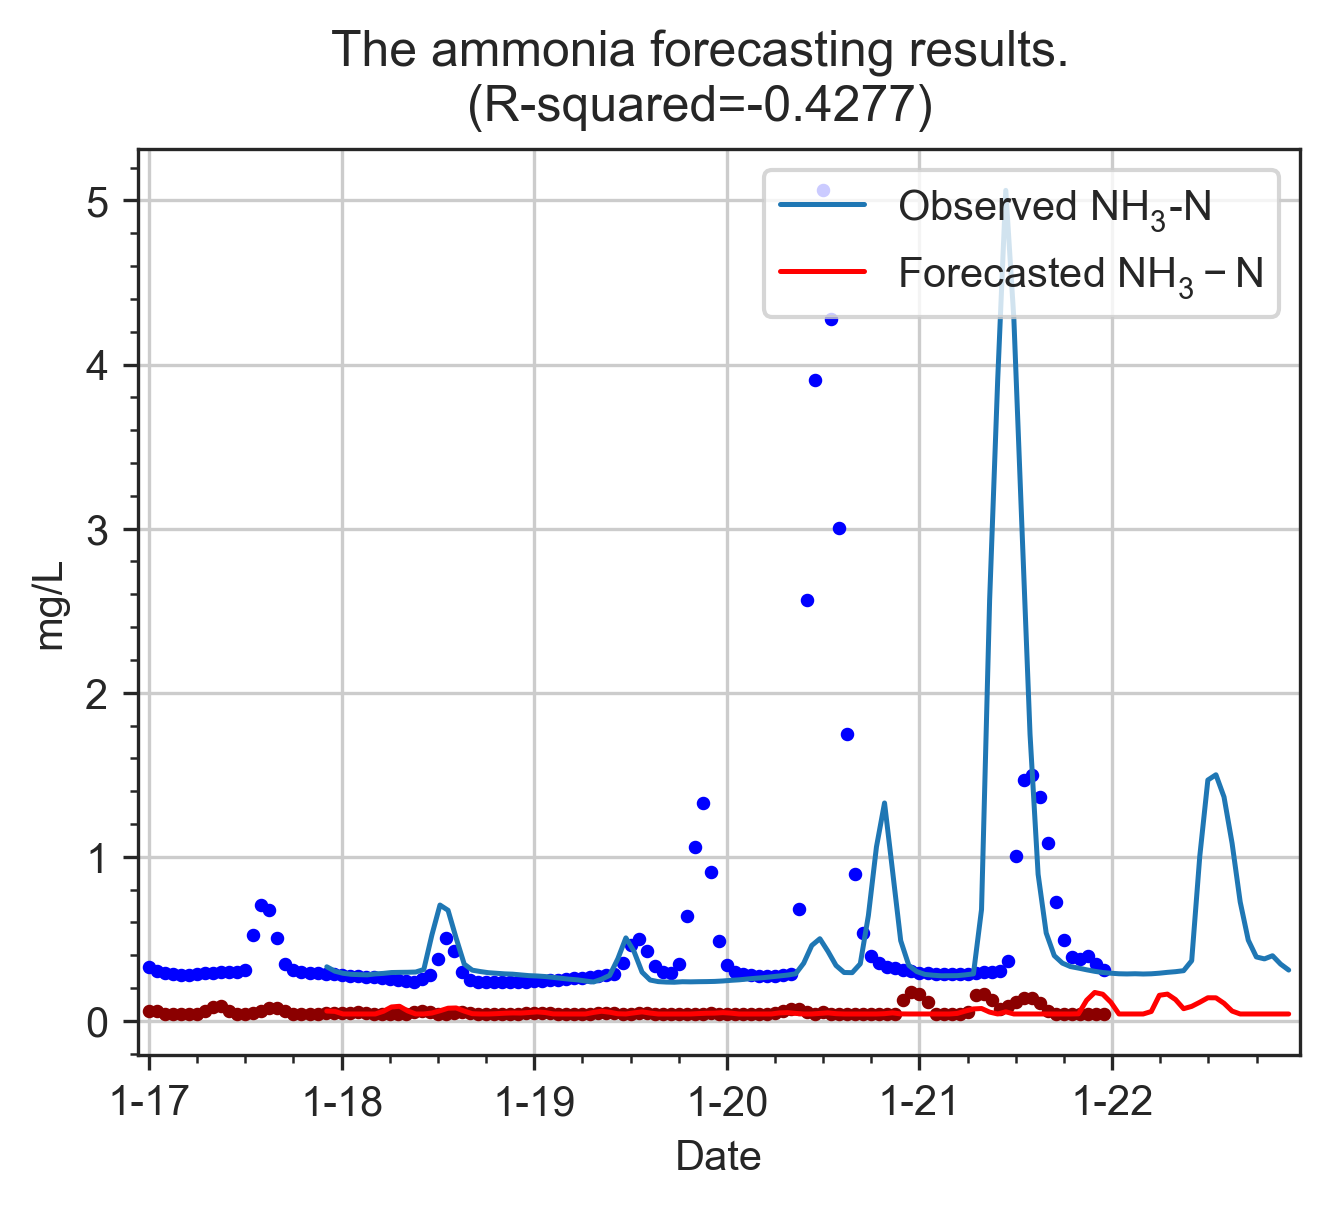 The ammonia forecasting results.
(R-squared=-0.4277)
Observed NH₃-N
Forecasted NH₃ − N
5
4
3
2
1
0
mg/L
1-17 1-18 1-19 1-20 1-21 1-22
Date